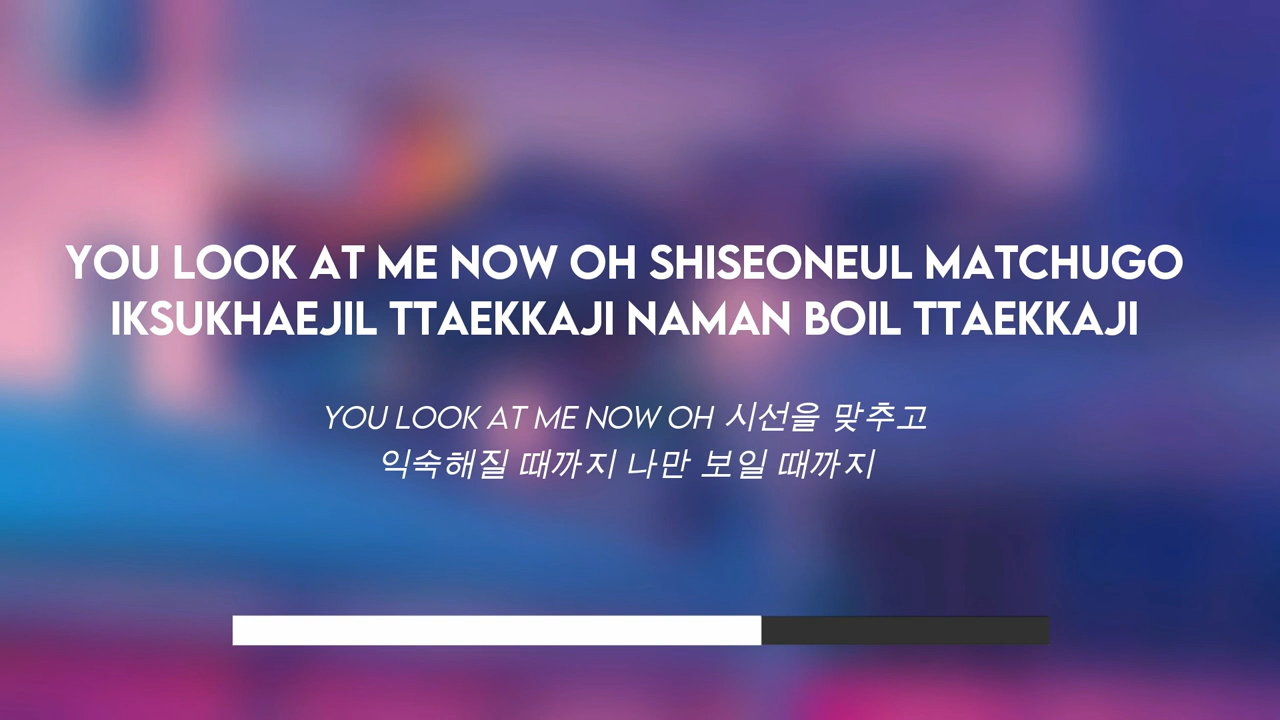 YOU LOOK AT ME NOW OH SHISEONEUL MATCHUGO
IKSUKHAEJIL TTAEKKAJI NAMAN BOIL TTAEKKAJI
YOU LOOK AT ME NOW OH 시선을 맞추고
익숙해질 때까지 나만 보일 때까지